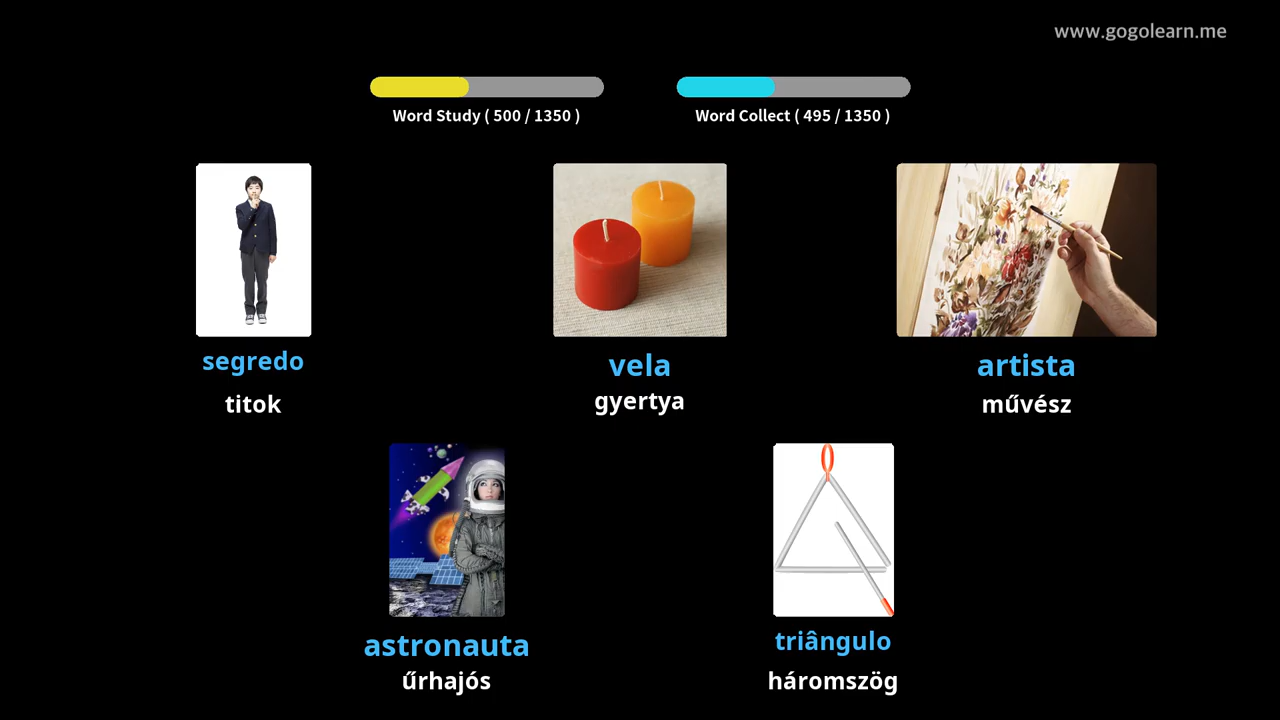 www.gogolearn.me
Word Study ( 500 / 1350 )
Word Collect ( 495 / 1350 )
segredo
titok
vela
gyertya
artista
művész
astronauta
űrhajós
triângulo
háromszög